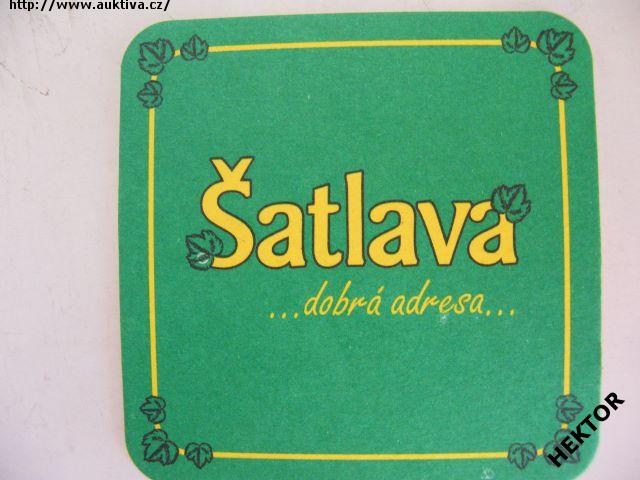 http://www.auktiva.cz/
Šatlava
...dobrá adresa...
HEKTOR